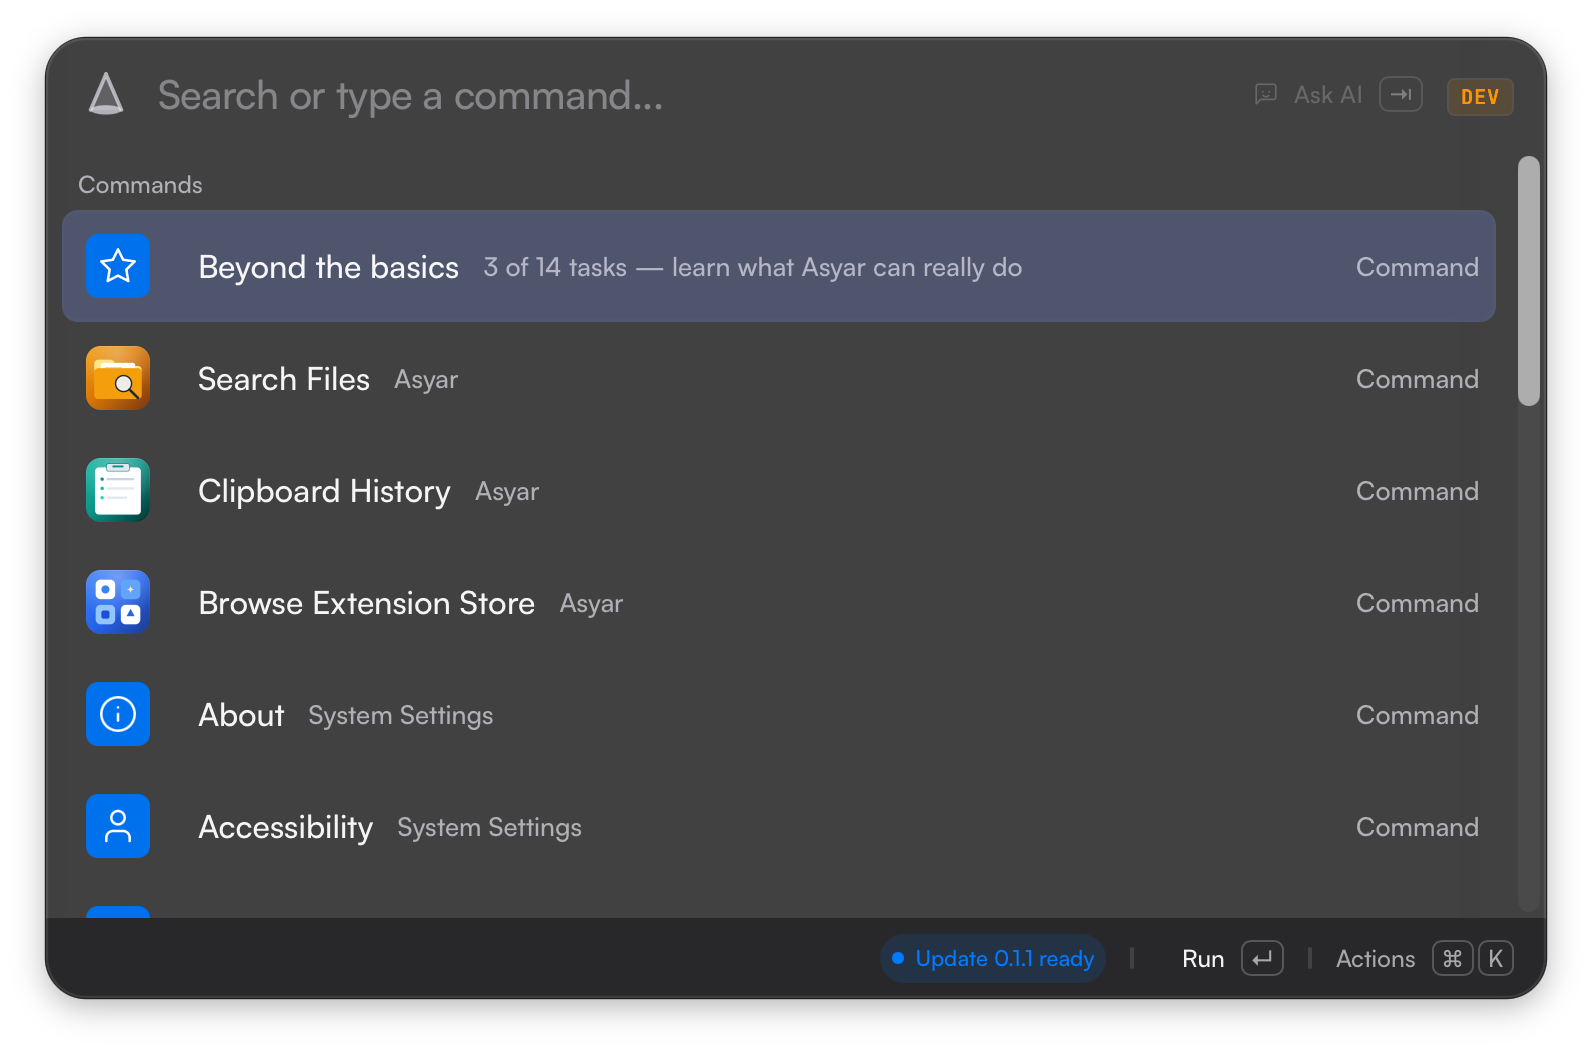 Search or type a command...
Ask AI
DEV
Commands
Beyond the basics 3 of 14 tasks — learn what Asyar can really do Command
Search Files Asyar Command
Clipboard History Asyar Command
Browse Extension Store Asyar Command
About System Settings Command
Accessibility System Settings Command
Update 0.1.1 ready Run Actions ⌘ K